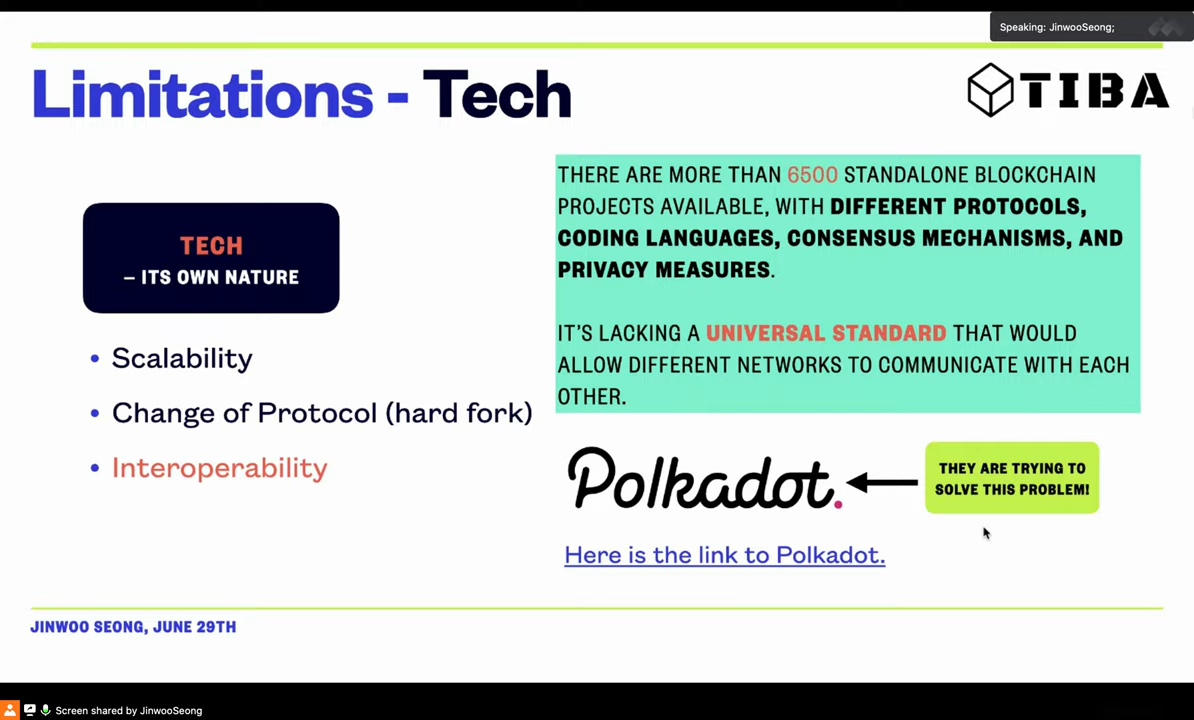 Speaking: JinwooSeong;
Limitations - Tech
TIBA
TECH
– ITS OWN NATURE
• Scalability
• Change of Protocol (hard fork)
• Interoperability
THERE ARE MORE THAN 6500 STANDALONE BLOCKCHAIN
PROJECTS AVAILABLE, WITH DIFFERENT PROTOCOLS,
CODING LANGUAGES, CONSENSUS MECHANISMS, AND
PRIVACY MEASURES.
IT'S LACKING A UNIVERSAL STANDARD THAT WOULD
ALLOW DIFFERENT NETWORKS TO COMMUNICATE WITH EACH
OTHER.
Polkadot.
THEY ARE TRYING TO
SOLVE THIS PROBLEM!
Here is the link to Polkadot.
JINWOO SEONG, JUNE 29TH
Screen shared by JinwooSeong